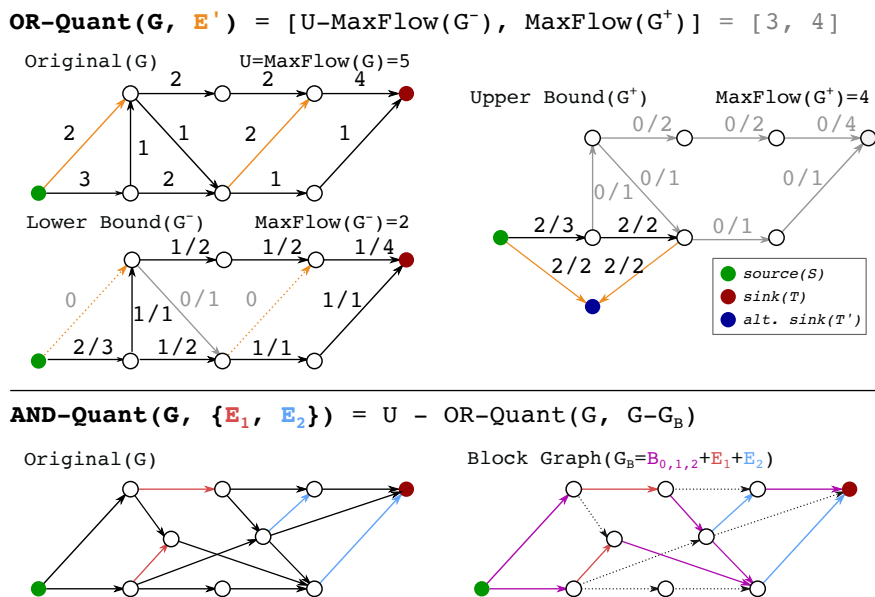 OR-Quant(G, E') = [U-MaxFlow(G⁻), MaxFlow(G⁺)] = [3, 4]
Original(G) U=MaxFlow(G)=5
2 2 4
2 1 1 2 1
3 2 1
Lower Bound(G⁻) MaxFlow(G⁻)=2
1/2 1/2 1/4
0 1/1 0/1 0 1/1
2/3 1/2 1/1
Upper Bound(G⁺) MaxFlow(G⁺)=4
0/2 0/2 0/4
0/1 0/1 0/1
2/3 2/2 0/1
2/2 2/2
source(S)
sink(T)
alt. sink(T')
AND-Quant(G, {E₁, E₂}) = U - OR-Quant(G, G-G_B)
Original(G)
Block Graph(G_B=B₀,₁,₂+E₁+E₂)